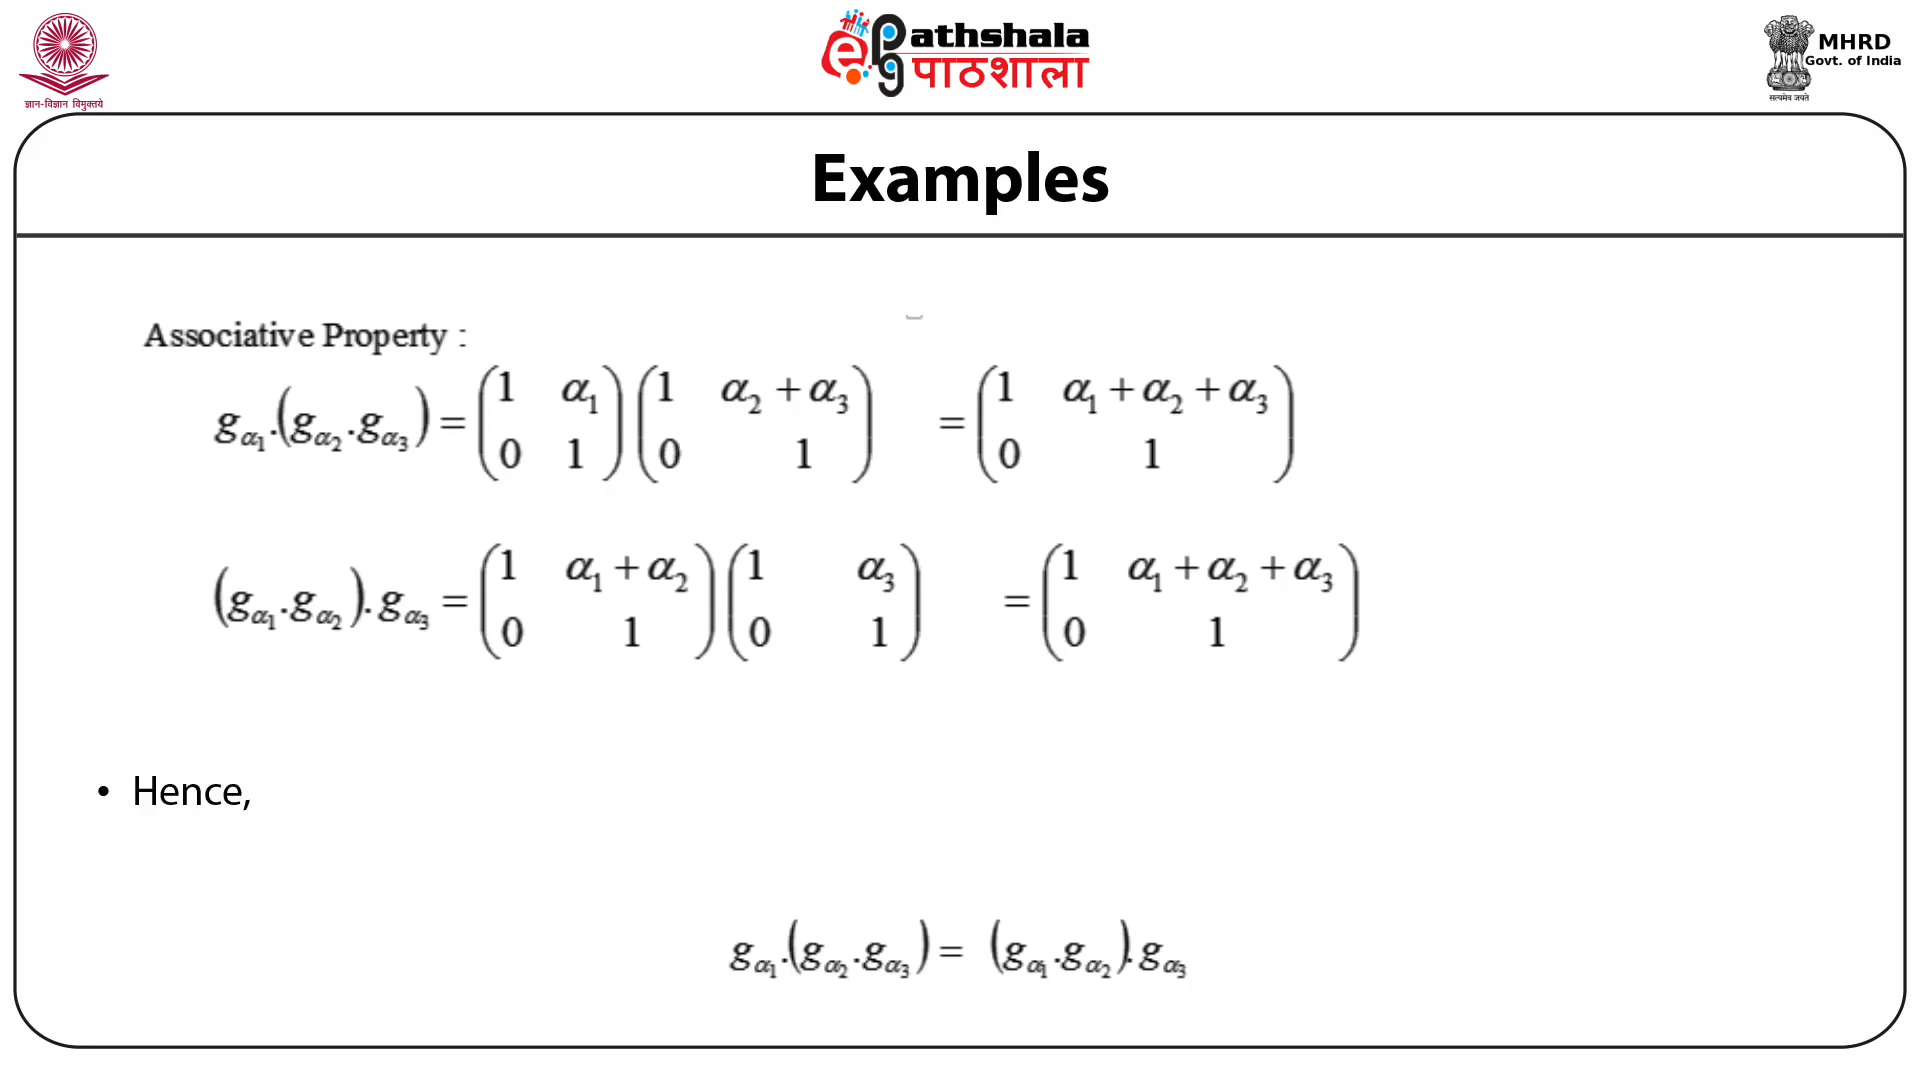 ज्ञान-विज्ञान विमुक्तये
ePathshala
पाठशाला
MHRD
Govt. of India
सत्यमेव जयते
Examples
Associative Property :
g_{α₁}.(g_{α₂}.g_{α₃}) = (1 α₁ ; 0 1)(1 α₂+α₃ ; 0 1) = (1 α₁+α₂+α₃ ; 0 1)
(g_{α₁}.g_{α₂}).g_{α₃} = (1 α₁+α₂ ; 0 1)(1 α₃ ; 0 1) = (1 α₁+α₂+α₃ ; 0 1)
• Hence,
g_{α₁}.(g_{α₂}.g_{α₃}) = (g_{α₁}.g_{α₂}).g_{α₃}